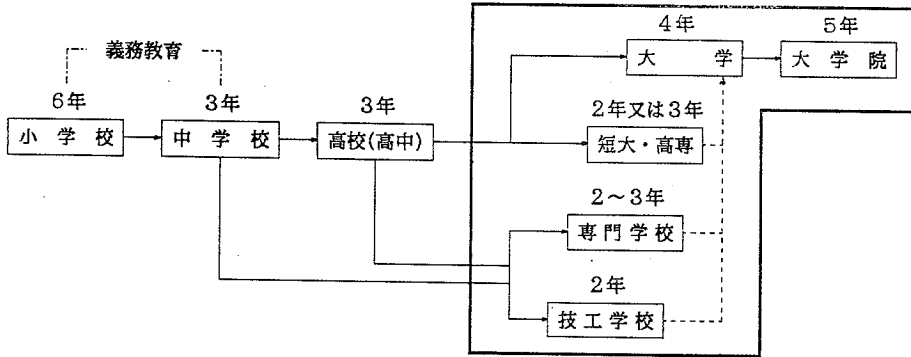 義務教育
6年
小学校
3年
中学校
3年
高校(高中)
4年
大学
5年
大学院
2年又は3年
短大・高専
2~3年
専門学校
2年
技工学校